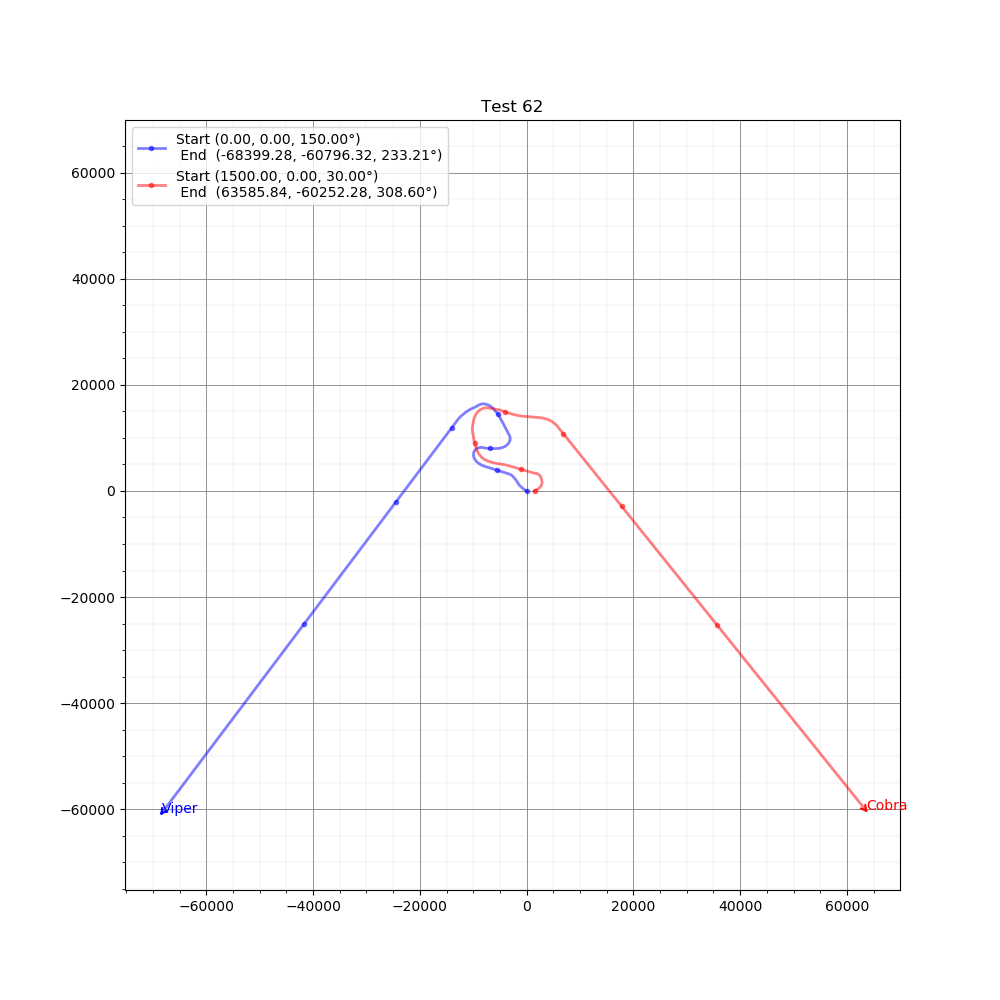 Test 62
Start (0.00, 0.00, 150.00°)
End  (-68399.28, -60796.32, 233.21°)
Start (1500.00, 0.00, 30.00°)
End  (63585.84, -60252.28, 308.60°)
60000
40000
20000
0
−20000
−40000
−60000
Viper
Cobra
−60000
−40000
−20000
0
20000
40000
60000